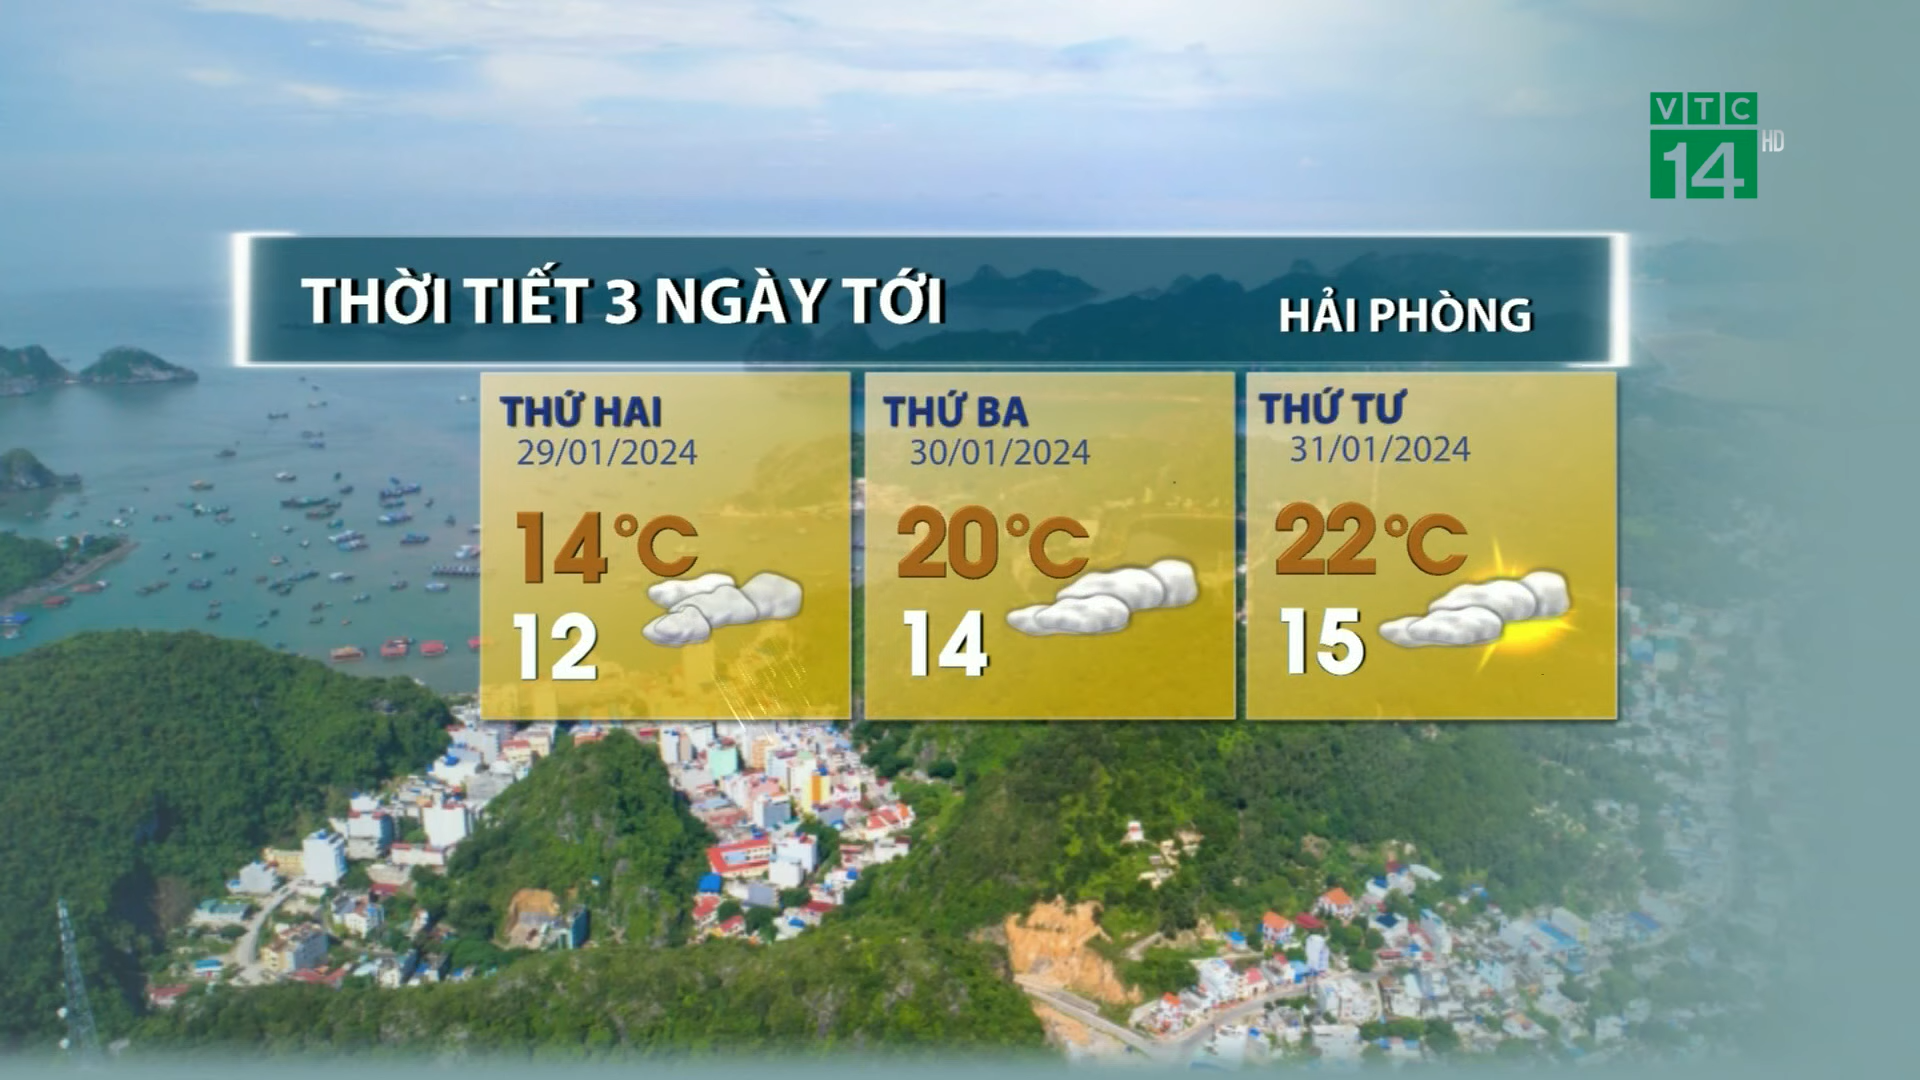 VTC
14 HD
THỜI TIẾT 3 NGÀY TỚI
HẢI PHÒNG
THỨ HAI
29/01/2024
14°C
12
THỨ BA
30/01/2024
20°C
14
THỨ TƯ
31/01/2024
22°C
15